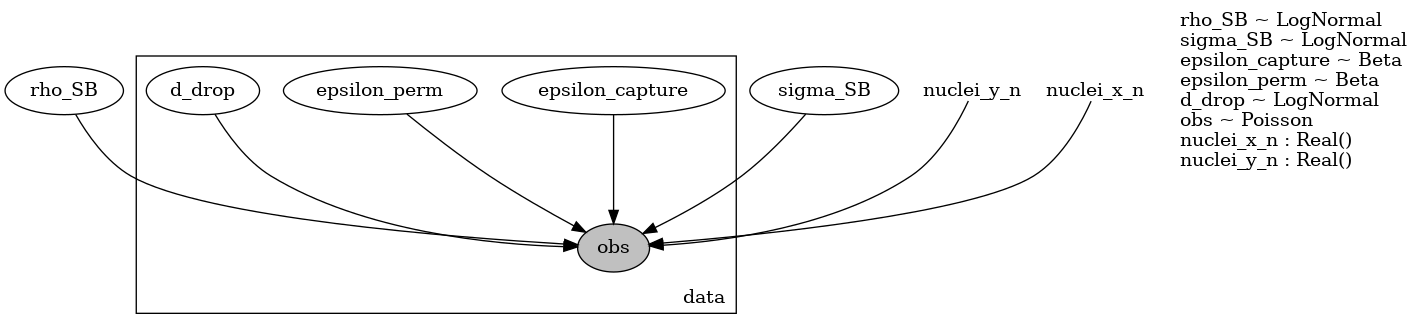 rho_SB
d_drop
epsilon_perm
epsilon_capture
sigma_SB
nuclei_y_n
nuclei_x_n
obs
data
rho_SB ~ LogNormal
sigma_SB ~ LogNormal
epsilon_capture ~ Beta
epsilon_perm ~ Beta
d_drop ~ LogNormal
obs ~ Poisson
nuclei_x_n : Real()
nuclei_y_n : Real()